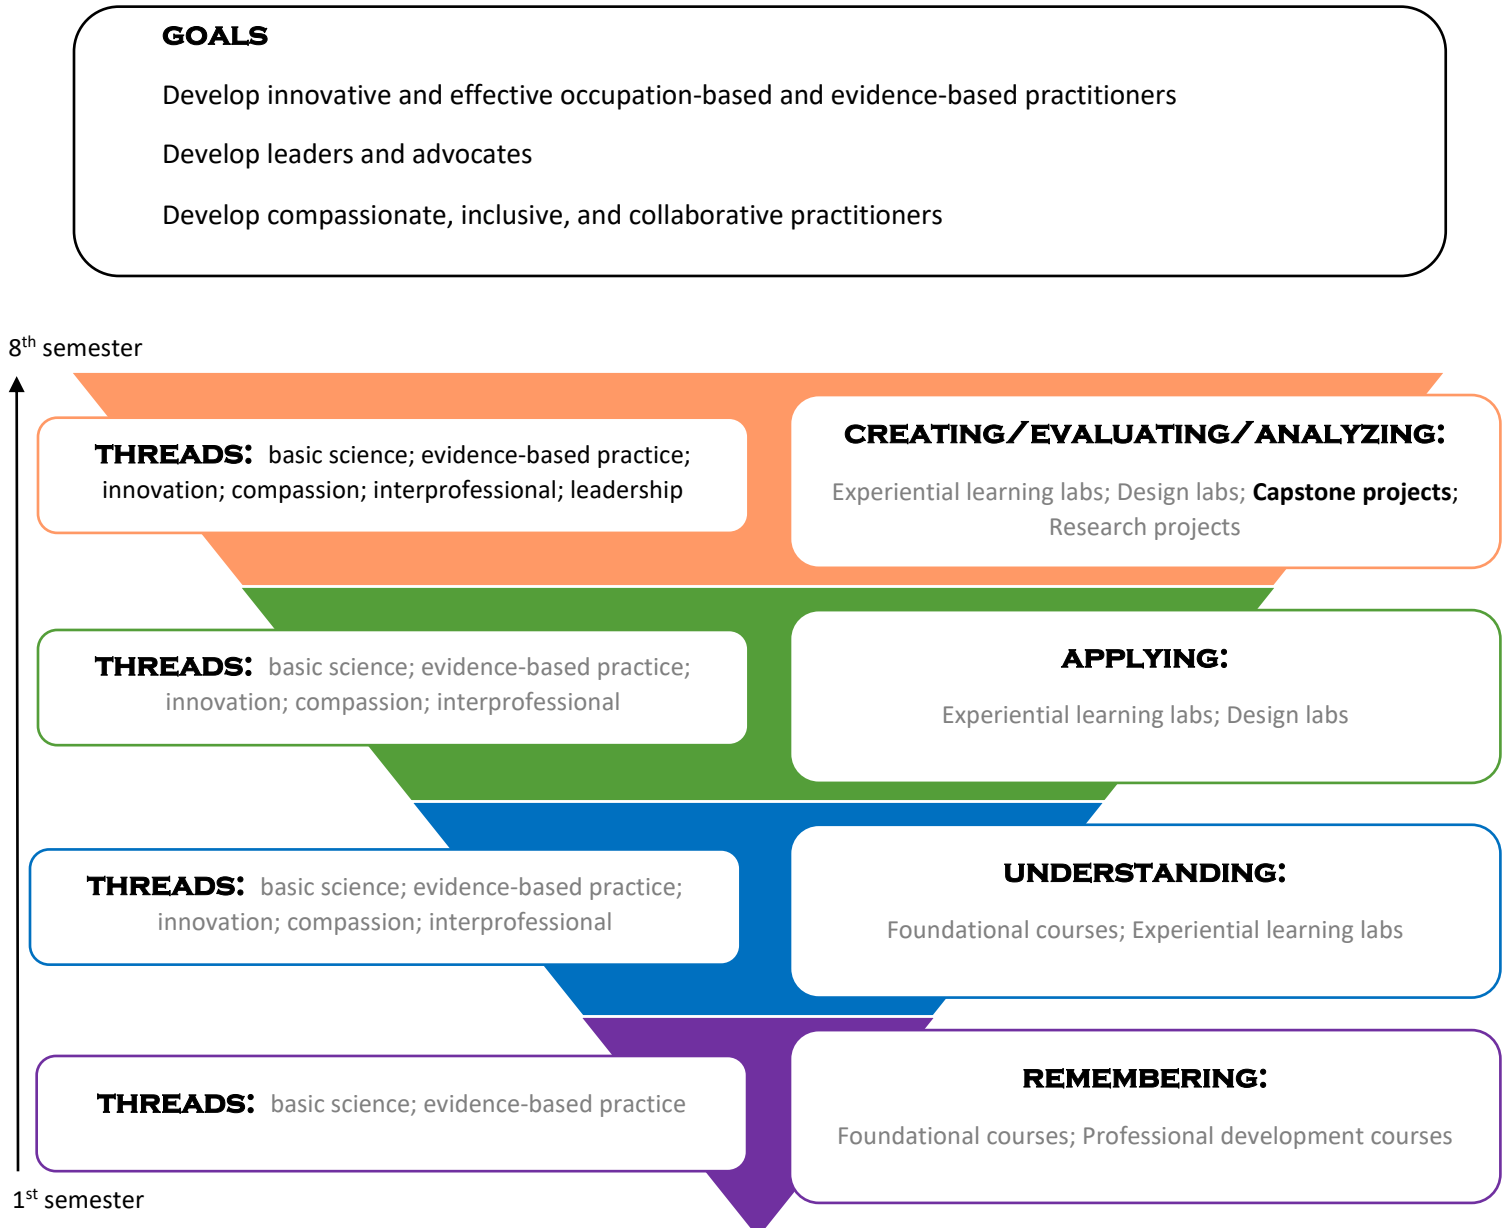 GOALS
Develop innovative and effective occupation-based and evidence-based practitioners
Develop leaders and advocates
Develop compassionate, inclusive, and collaborative practitioners
8th semester
THREADS: basic science; evidence-based practice;
innovation; compassion; interprofessional; leadership
CREATING/EVALUATING/ANALYZING:
Experiential learning labs; Design labs; Capstone projects;
Research projects
THREADS: basic science; evidence-based practice;
innovation; compassion; interprofessional
APPLYING:
Experiential learning labs; Design labs
THREADS: basic science; evidence-based practice;
innovation; compassion; interprofessional
UNDERSTANDING:
Foundational courses; Experiential learning labs
THREADS: basic science; evidence-based practice
REMEMBERING:
Foundational courses; Professional development courses
1st semester